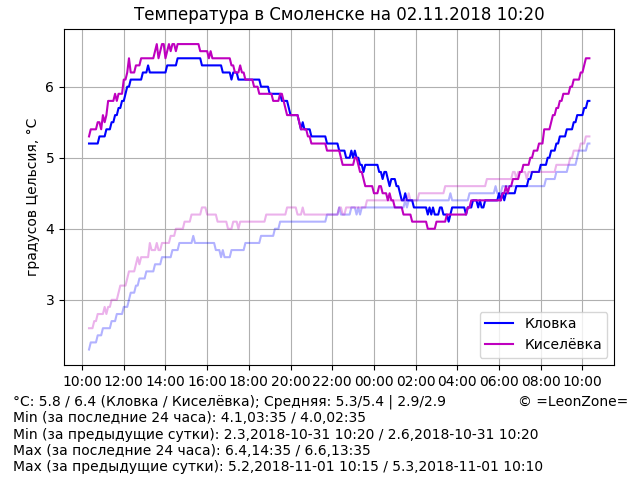 Температура в Смоленске на 02.11.2018 10:20
градусов Цельсия, °C
6
5
4
3
Кловка
Киселёвка
10:00 12:00 14:00 16:00 18:00 20:00 22:00 00:00 02:00 04:00 06:00 08:00 10:00
°C: 5.8 / 6.4 (Кловка / Киселёвка); Средняя: 5.3/5.4 | 2.9/2.9 © =LeonZone=
Min (за последние 24 часа): 4.1,03:35 / 4.0,02:35
Min (за предыдущие сутки): 2.3,2018-10-31 10:20 / 2.6,2018-10-31 10:20
Max (за последние 24 часа): 6.4,14:35 / 6.6,13:35
Max (за предыдущие сутки): 5.2,2018-11-01 10:15 / 5.3,2018-11-01 10:10